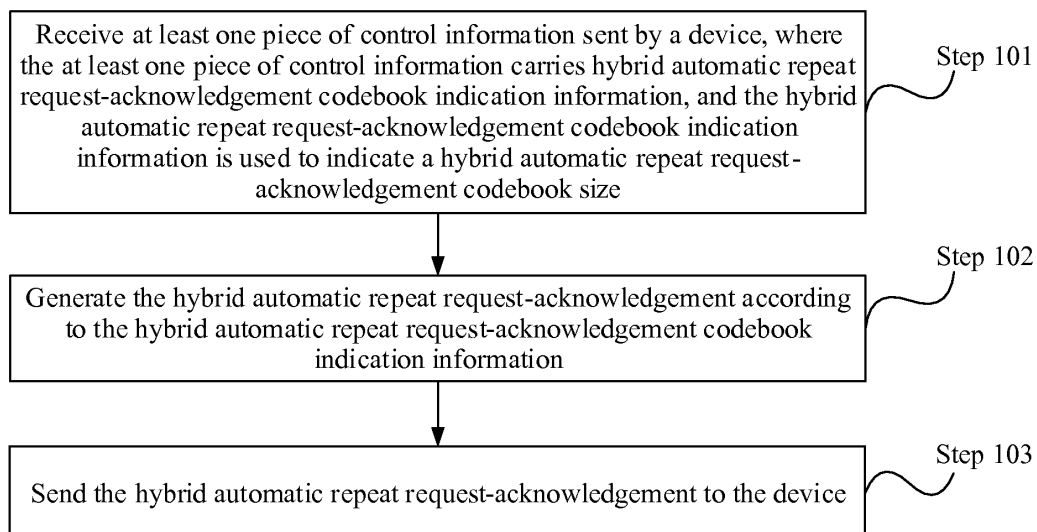 Receive at least one piece of control information sent by a device, where
the at least one piece of control information carries hybrid automatic repeat
request-acknowledgement codebook indication information, and the hybrid
automatic repeat request-acknowledgement codebook indication
information is used to indicate a hybrid automatic repeat request-
acknowledgement codebook size
Step 101
Generate the hybrid automatic repeat request-acknowledgement according
to the hybrid automatic repeat request-acknowledgement codebook
indication information
Step 102
Send the hybrid automatic repeat request-acknowledgement to the device
Step 103